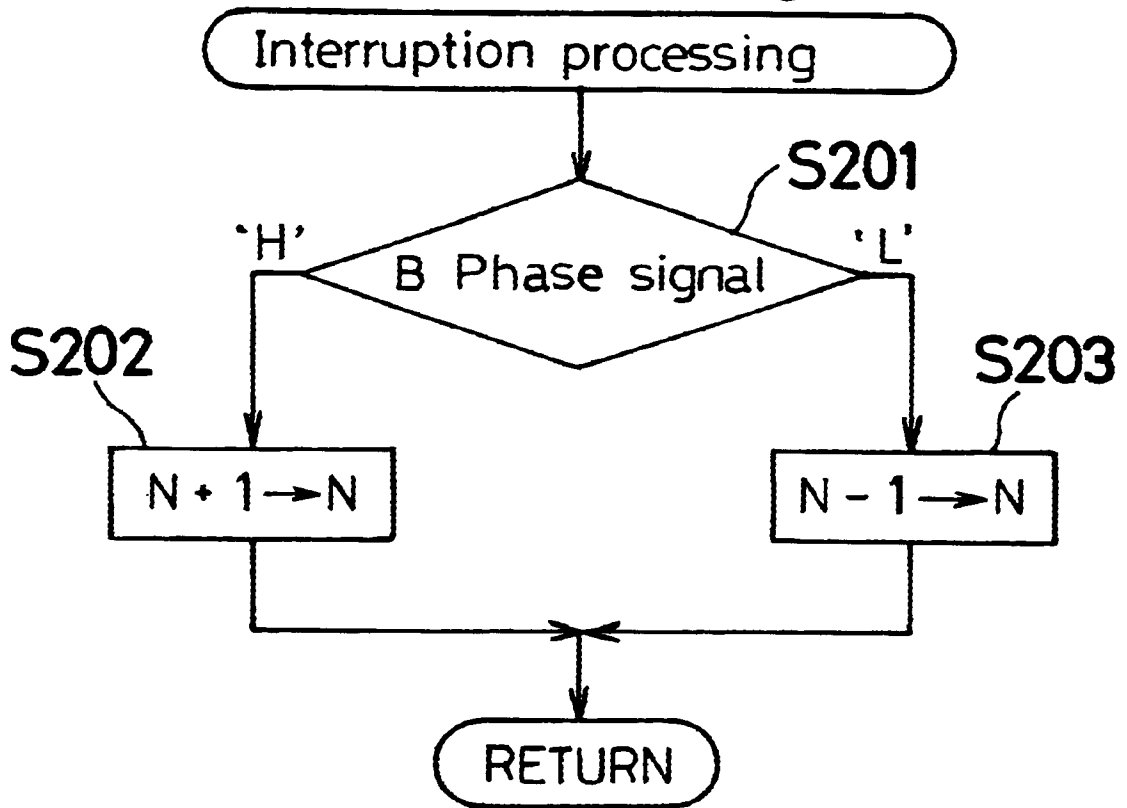 Interruption processing
S201
'H'
'L'
B Phase signal
S202
S203
N + 1 → N
N - 1 → N
RETURN